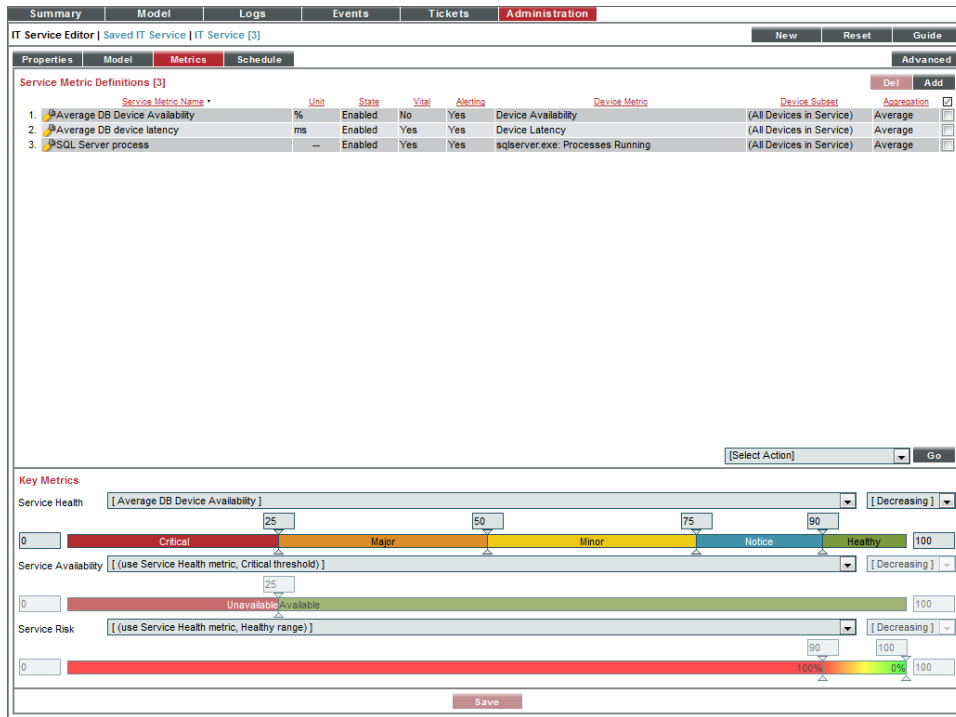 Summary Model Logs Events Tickets Administration
IT Service Editor | Saved IT Service | IT Service [3] New Reset Guide
Properties Model Metrics Schedule Advanced
Service Metric Definitions [3] Del Add
Service Metric Name • Unit State Vital Alerting Device Metric Device Subset Aggregation
1. Average DB Device Availability % Enabled No Yes Device Availability (All Devices in Service) Average
2. Average DB device latency ms Enabled Yes Yes Device Latency (All Devices in Service) Average
3. SQL Server process -- Enabled Yes Yes sqlserver.exe: Processes Running (All Devices in Service) Average
[Select Action] Go
Key Metrics
Service Health [ Average DB Device Availability ] [ Decreasing ]
25 50 75 90
0 Critical Major Minor Notice Healthy 100
Service Availability [ (use Service Health metric, Critical threshold) ] [ Decreasing ]
25
0 Unavailable Available 100
Service Risk [ (use Service Health metric, Healthy range) ] [ Decreasing ]
90 100
0 100% 0% 100
Save